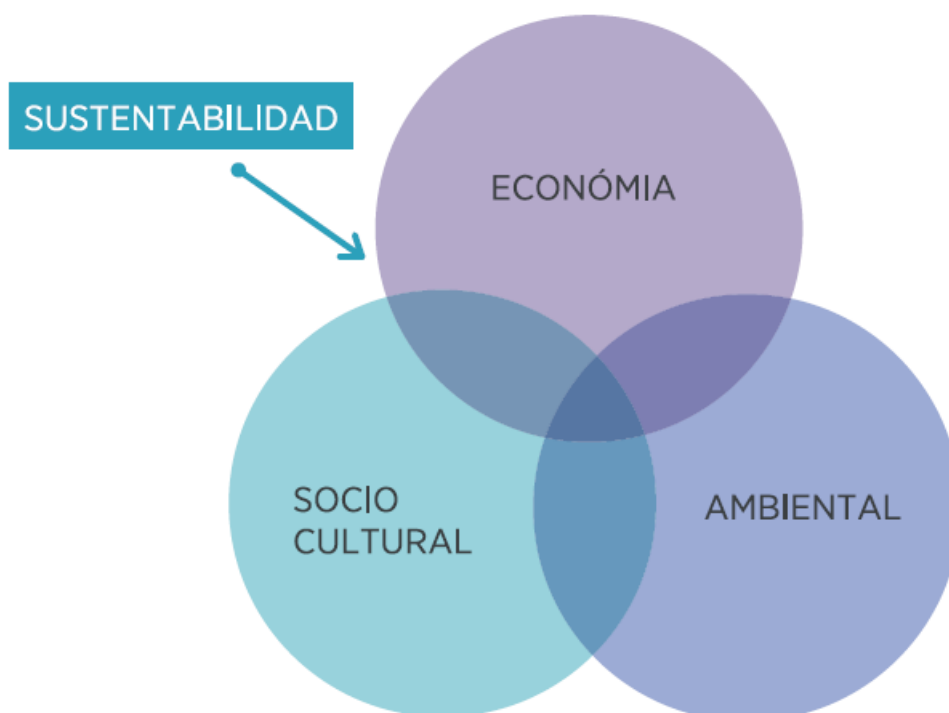 SUSTENTABILIDAD
ECONÓMIA
SOCIO
CULTURAL
AMBIENTAL